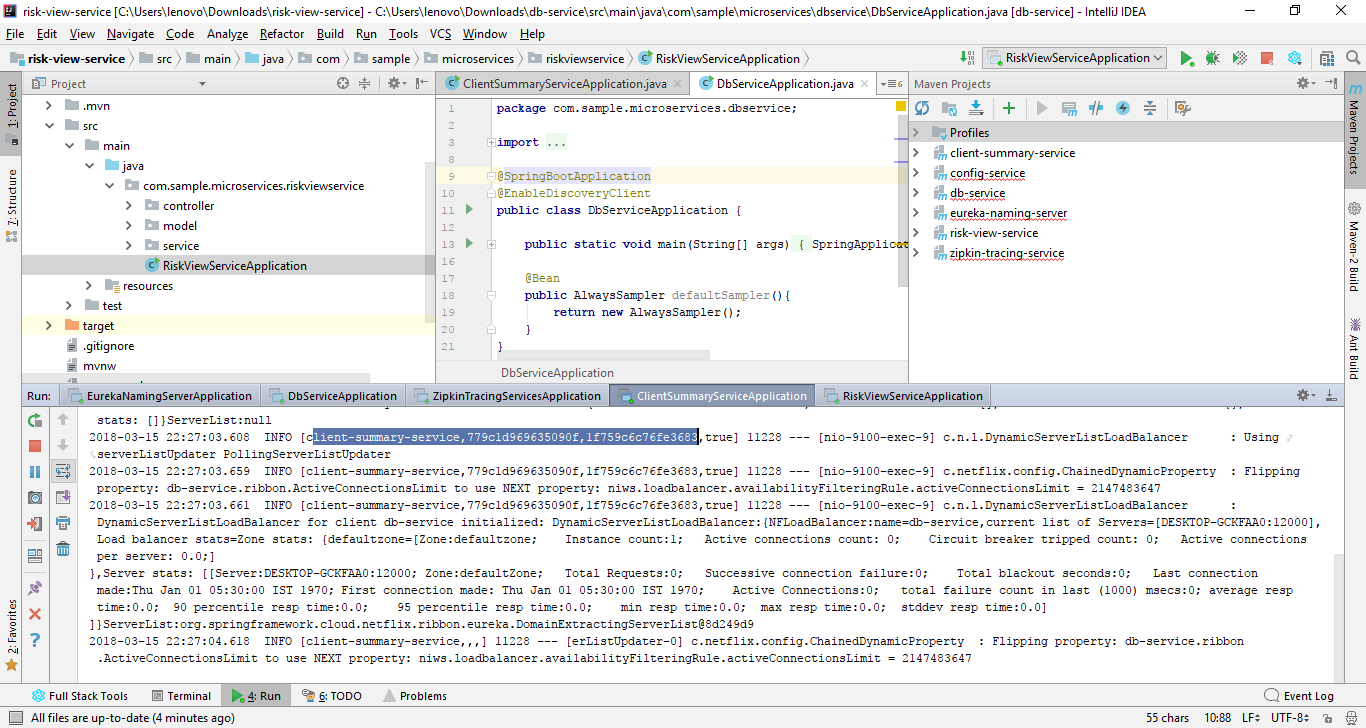 risk-view-service [C:\Users\lenovo\Downloads\risk-view-service] - C:\Users\lenovo\Downloads\db-service\src\main\java\com\sample\microservices\dbservice\DbServiceApplication.java [db-service] - IntelliJ IDEA
File Edit View Navigate Code Analyze Refactor Build Run Tools VCS Window Help
risk-view-service src main java com sample microservices riskviewservice RiskViewServiceApplication RiskViewServiceApplication
1: Project
7: Structure
2: Favorites
Project
.mvn
src
main
java
com.sample.microservices.riskviewservice
controller
model
service
RiskViewServiceApplication
resources
test
target
.gitignore
mvnw
ClientSummaryServiceApplication.java DbServiceApplication.java 6
1 package com.sample.microservices.dbservice;
2
3 import ...
8
9 @SpringBootApplication
10 @EnableDiscoveryClient
11 public class DbServiceApplication {
12
13 public static void main(String[] args) { SpringApplicat
16
17 @Bean
18 public AlwaysSampler defaultSampler(){
19 return new AlwaysSampler();
20 }
21 }
DbServiceApplication
Maven Projects
Profiles
client-summary-service
config-service
db-service
eureka-naming-server
risk-view-service
zipkin-tracing-service
Maven Projects
Maven-2 Build
Ant Build
Run: EurekaNamingServerApplication DbServiceApplication ZipkinTracingServicesApplication ClientSummaryServiceApplication RiskViewServiceApplication
stats: []}ServerList:null
2018-03-15 22:27:03.608 INFO [client-summary-service,779c1d969635090f,1f759c6c76fe3683,true] 11228 --- [nio-9100-exec-9] c.n.l.DynamicServerListLoadBalancer : Using
serverListUpdater PollingServerListUpdater
2018-03-15 22:27:03.659 INFO [client-summary-service,779c1d969635090f,1f759c6c76fe3683,true] 11228 --- [nio-9100-exec-9] c.netflix.config.ChainedDynamicProperty : Flipping
property: db-service.ribbon.ActiveConnectionsLimit to use NEXT property: niws.loadbalancer.availabilityFilteringRule.activeConnectionsLimit = 2147483647
2018-03-15 22:27:03.661 INFO [client-summary-service,779c1d969635090f,1f759c6c76fe3683,true] 11228 --- [nio-9100-exec-9] c.n.l.DynamicServerListLoadBalancer :
DynamicServerListLoadBalancer for client db-service initialized: DynamicServerListLoadBalancer:{NFLoadBalancer:name=db-service,current list of Servers=[DESKTOP-GCKFAA0:12000],
Load balancer stats=Zone stats: {defaultzone=[Zone:defaultzone; Instance count:1; Active connections count: 0; Circuit breaker tripped count: 0; Active connections
per server: 0.0;]
},Server stats: [[Server:DESKTOP-GCKFAA0:12000; Zone:defaultZone; Total Requests:0; Successive connection failure:0; Total blackout seconds:0; Last connection
made:Thu Jan 01 05:30:00 IST 1970; First connection made: Thu Jan 01 05:30:00 IST 1970; Active Connections:0; total failure count in last (1000) msecs:0; average resp
time:0.0; 90 percentile resp time:0.0; 95 percentile resp time:0.0; min resp time:0.0; max resp time:0.0; stddev resp time:0.0]
]}ServerList:org.springframework.cloud.netflix.ribbon.eureka.DomainExtractingServerList@8d249d9
2018-03-15 22:27:04.618 INFO [client-summary-service,,,] 11228 --- [erListUpdater-0] c.netflix.config.ChainedDynamicProperty : Flipping property: db-service.ribbon
.ActiveConnectionsLimit to use NEXT property: niws.loadbalancer.availabilityFilteringRule.activeConnectionsLimit = 2147483647
Full Stack Tools Terminal 4: Run 6: TODO Problems Event Log
All files are up-to-date (4 minutes ago) 55 chars 10:88 LF UTF-8